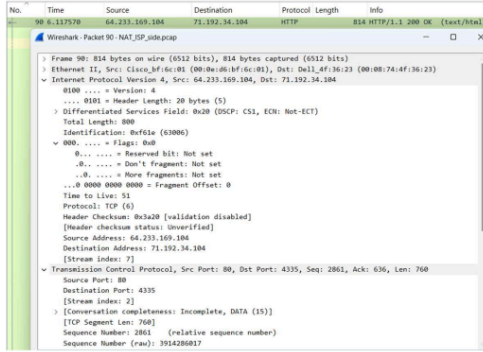 No. Time Source Destination Protocol Length Info
90 6.117570 64.233.169.104 71.192.34.104 HTTP 814 HTTP/1.1 200 OK (text/html)
Wireshark · Packet 90 · NAT_ISP_side.pcap
> Frame 90: 814 bytes on wire (6512 bits), 814 bytes captured (6512 bits)
> Ethernet II, Src: Cisco_bf:6c:01 (00:0e:d6:bf:6c:01), Dst: Dell_4f:36:23 (00:08:74:4f:36:23)
Internet Protocol Version 4, Src: 64.233.169.104, Dst: 71.192.34.104
0100 .... = Version: 4
.... 0101 = Header Length: 20 bytes (5)
> Differentiated Services Field: 0x20 (DSCP: CS1, ECN: Not-ECT)
Total Length: 800
Identification: 0xf61e (63006)
000. .... = Flags: 0x0
0... .... = Reserved bit: Not set
.0.. .... = Don't fragment: Not set
..0. .... = More fragments: Not set
...0 0000 0000 0000 = Fragment Offset: 0
Time to Live: 51
Protocol: TCP (6)
Header Checksum: 0x3a20 [validation disabled]
[Header checksum status: Unverified]
Source Address: 64.233.169.104
Destination Address: 71.192.34.104
[Stream index: 7]
Transmission Control Protocol, Src Port: 80, Dst Port: 4335, Seq: 2861, Ack: 636, Len: 760
Source Port: 80
Destination Port: 4335
[Stream index: 2]
> [Conversation completeness: Incomplete, DATA (15)]
[TCP Segment Len: 760]
Sequence Number: 2861 (relative sequence number)
Sequence Number (raw): 3914286017